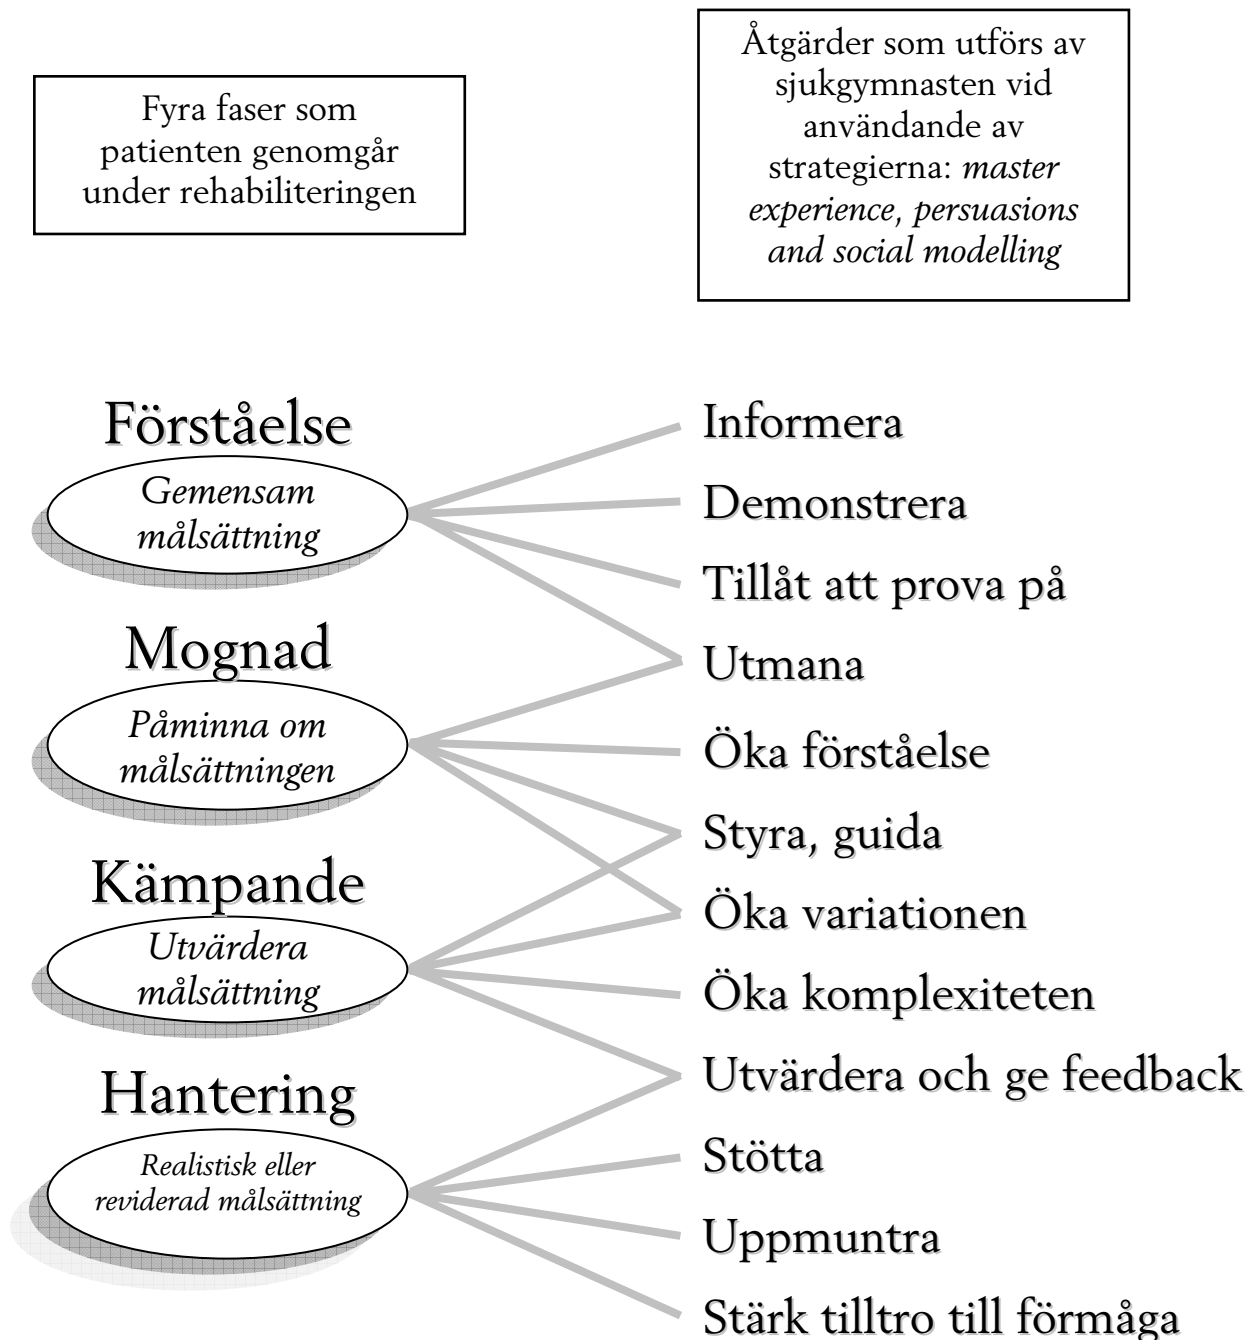 Fyra faser som
patienten genomgår
under rehabiliteringen
Åtgärder som utförs av
sjukgymnasten vid
användande av
strategierna: master
experience, persuasions
and social modelling
Förståelse
Gemensam
målsättning
Mognad
Påminna om
målsättningen
Kämpande
Utvärdera
målsättning
Hantering
Realistisk eller
reviderad målsättning
Informera
Demonstrera
Tillåt att prova på
Utmana
Öka förståelse
Styra, guida
Öka variationen
Öka komplexiteten
Utvärdera och ge feedback
Stötta
Uppmuntra
Stärk tilltro till förmåga